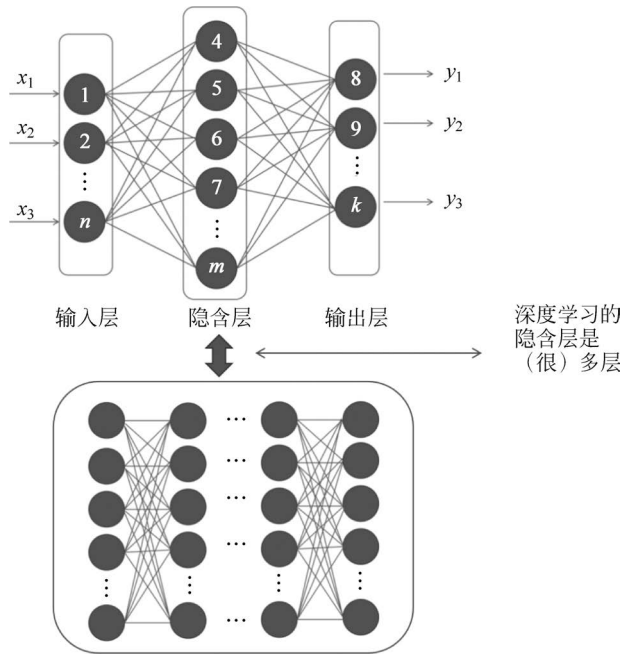 x₁
x₂
x₃
1
2
⋮
n
4
5
6
7
⋮
m
8
9
⋮
k
y₁
y₂
y₃
输入层
隐含层
输出层
深度学习的
隐含层是
（很）多层
…
…
…
…
…
⋮
⋮
⋮
⋮